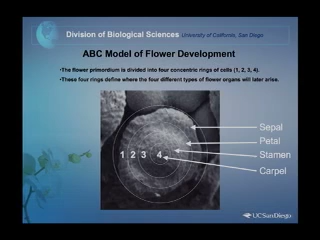 Division of Biological Sciences University of California, San Diego
ABC Model of Flower Development
•The flower primordium is divided into four concentric rings of cells (1, 2, 3, 4).
•These four rings define where the four different types of flower organs will later arise.
Sepal
Petal
1 2 3 4 Stamen
Carpel
UCSanDiego